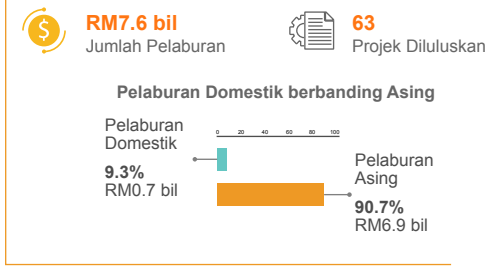 RM7.6 bil
Jumlah Pelaburan
63
Projek Diluluskan
Pelaburan Domestik berbanding Asing
Pelaburan
Domestik
9.3%
RM0.7 bil
0 20 40 60 80 100
Pelaburan
Asing
90.7%
RM6.9 bil